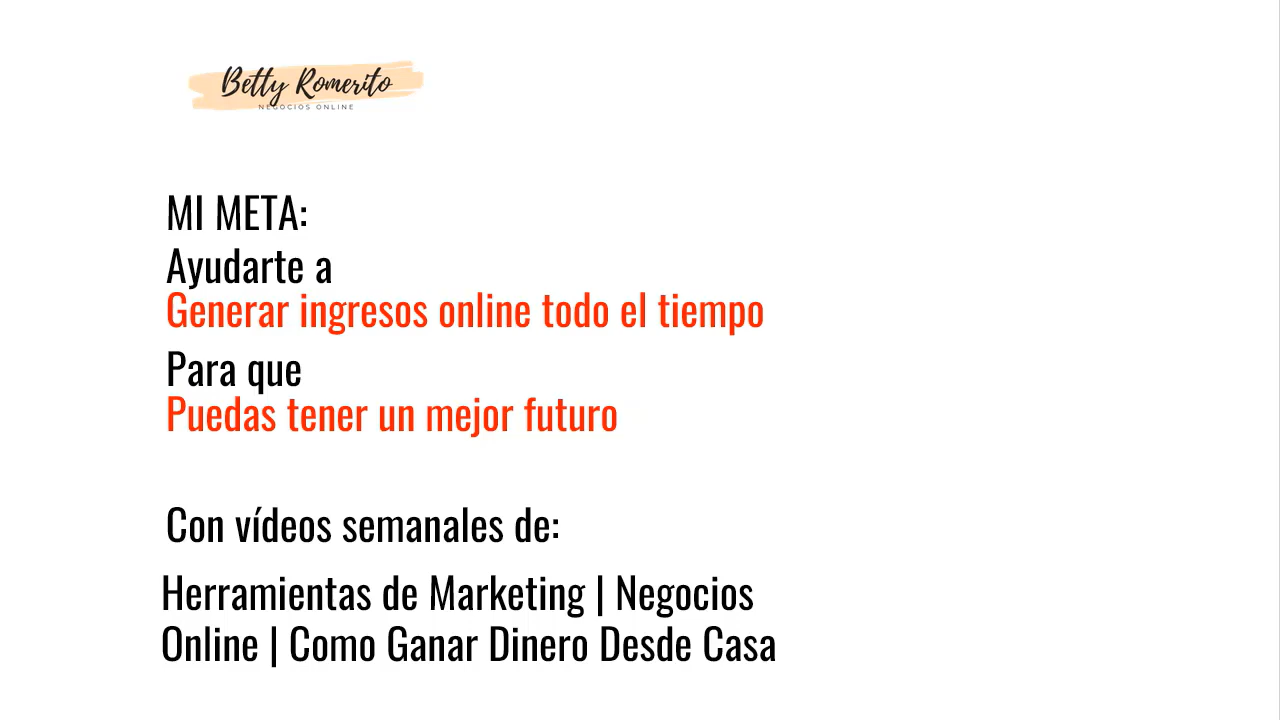 Betty Romerito
NEGOCIOS ONLINE
MI META:
Ayudarte a
Generar ingresos online todo el tiempo
Para que
Puedas tener un mejor futuro
Con vídeos semanales de:
Herramientas de Marketing | Negocios
Online | Como Ganar Dinero Desde Casa